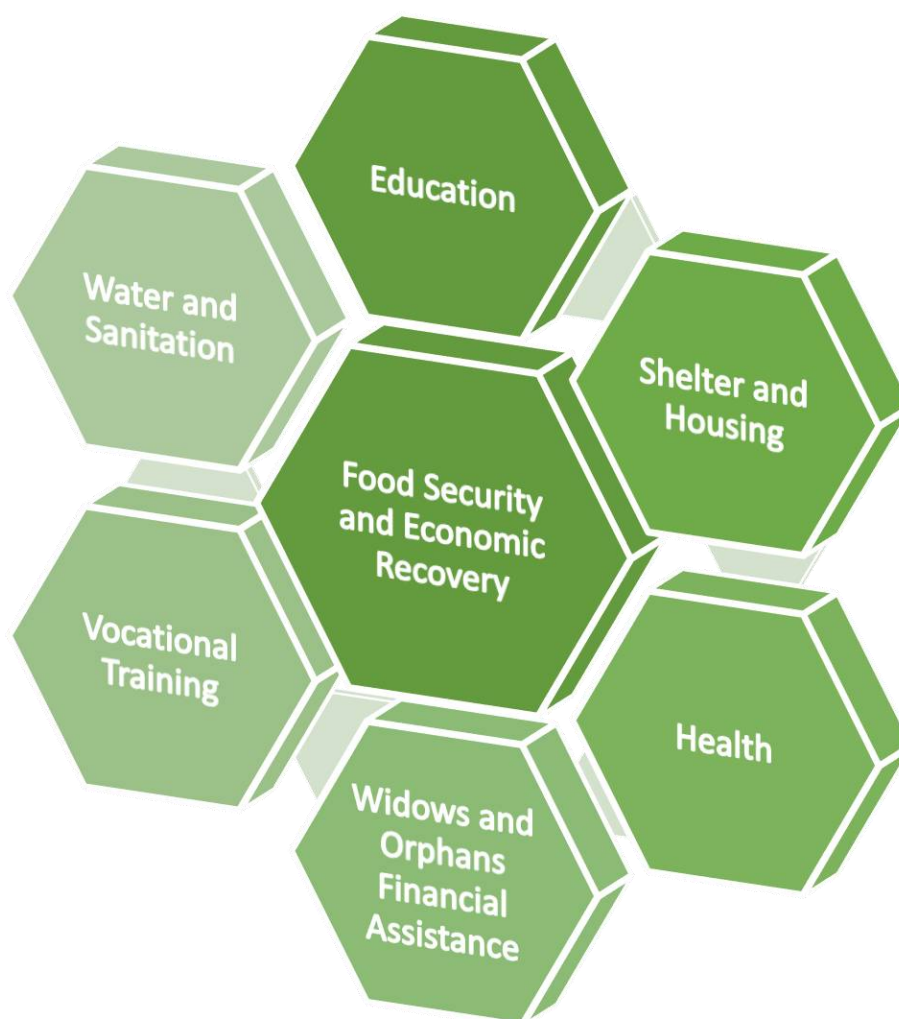 Education
Water and
Sanitation
Shelter and
Housing
Food Security
and Economic
Recovery
Vocational
Training
Health
Widows and
Orphans
Financial
Assistance